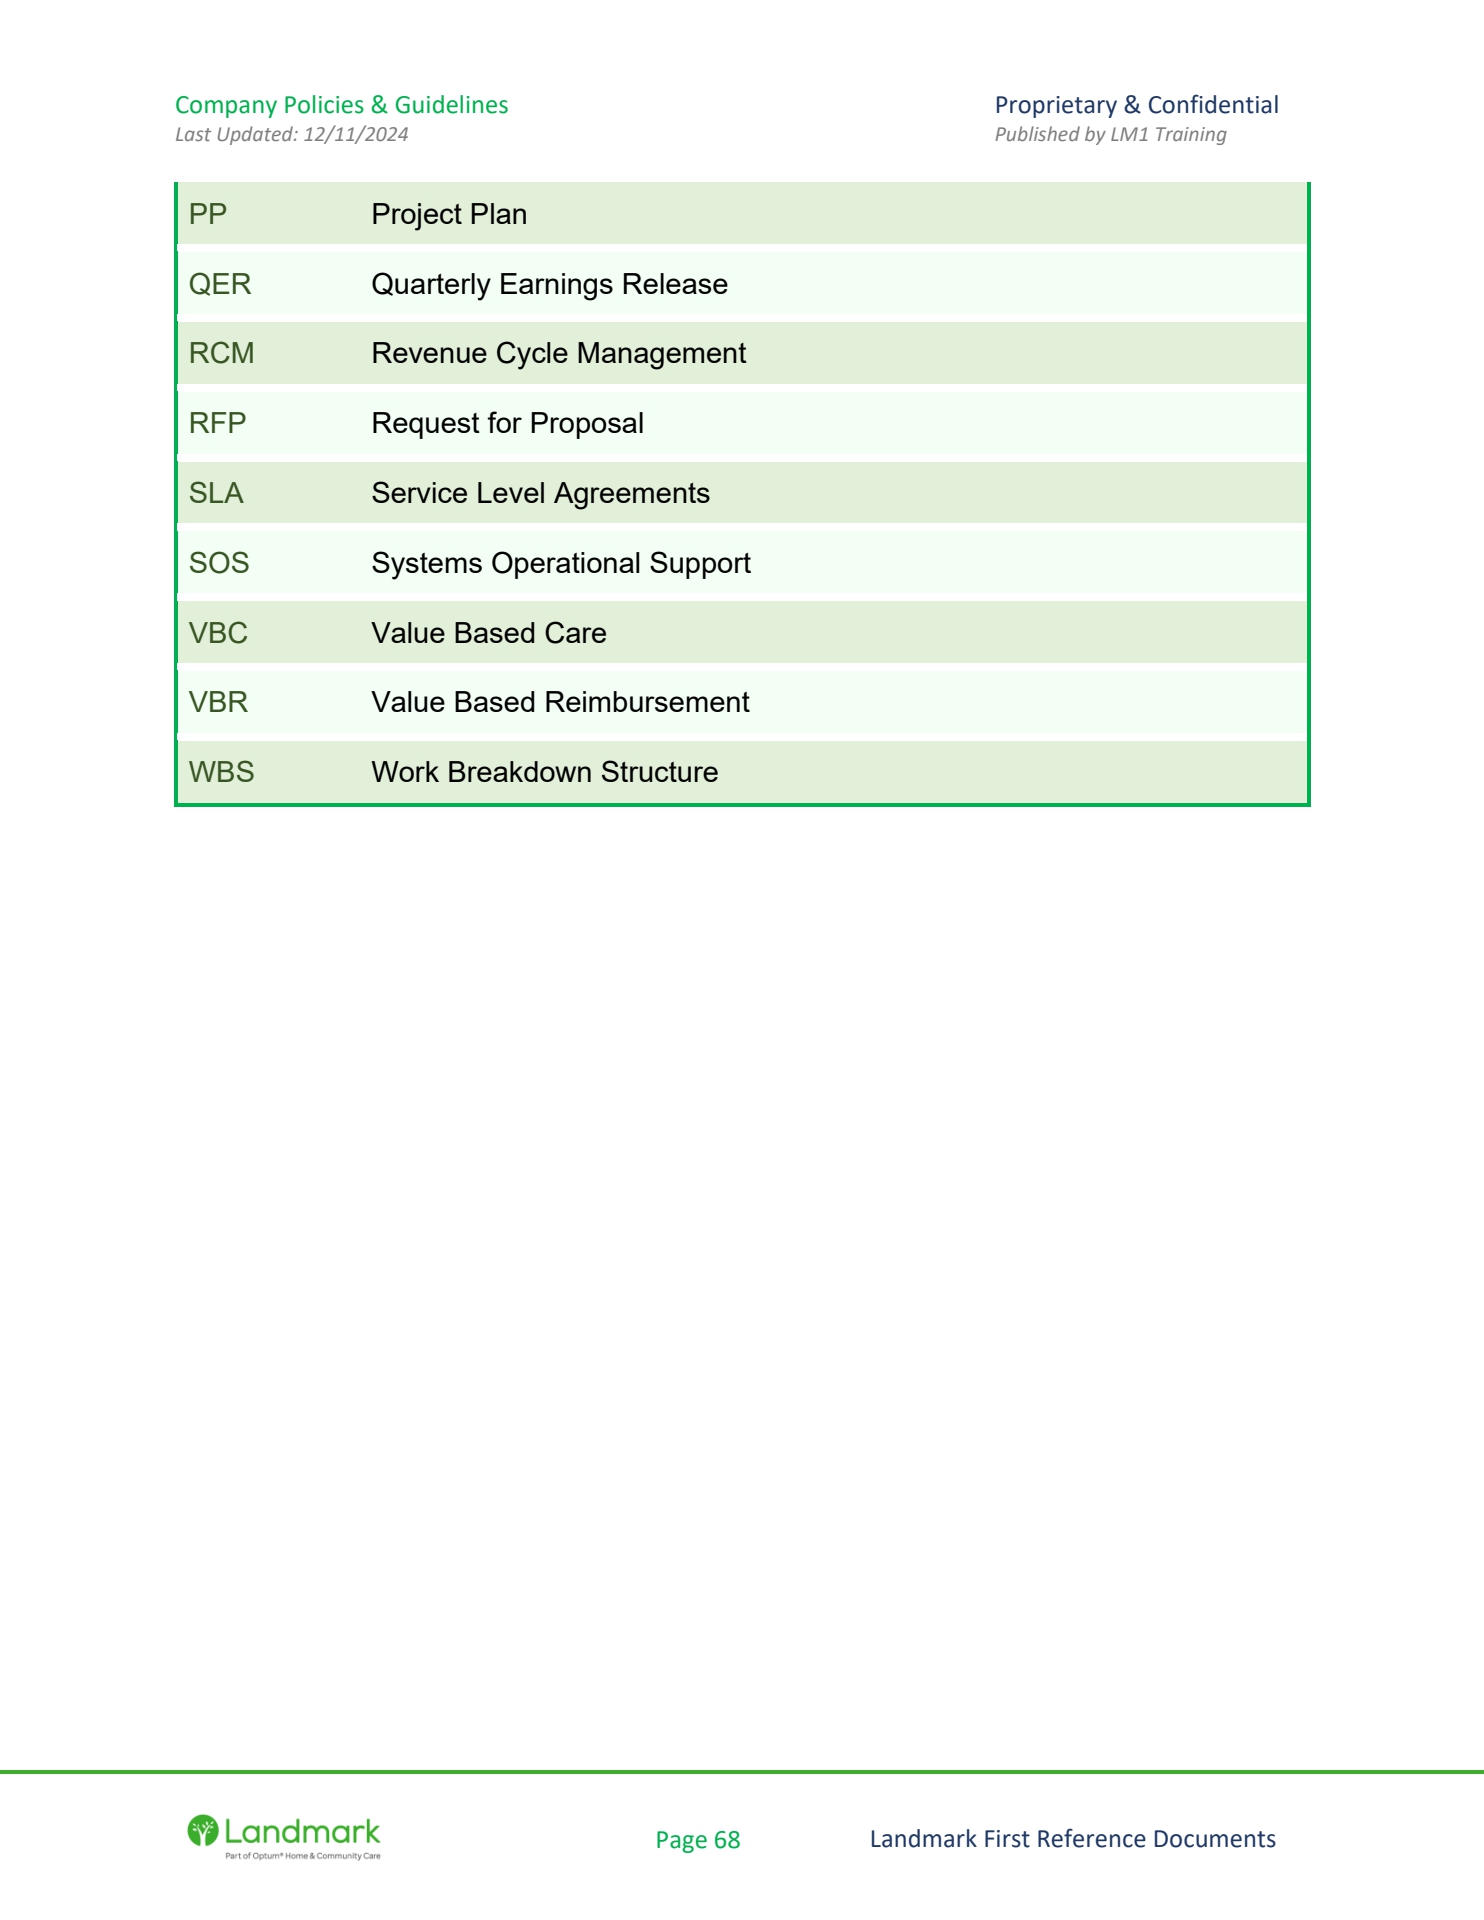 Company Policies & Guidelines Proprietary & Confidential
Last Updated: 12/11/2024 Published by LM1 Training
PP Project Plan
QER Quarterly Earnings Release
RCM Revenue Cycle Management
RFP Request for Proposal
SLA Service Level Agreements
SOS Systems Operational Support
VBC Value Based Care
VBR Value Based Reimbursement
WBS Work Breakdown Structure
Landmark
Part of Optum® Home & Community Care
Page 68 Landmark First Reference Documents